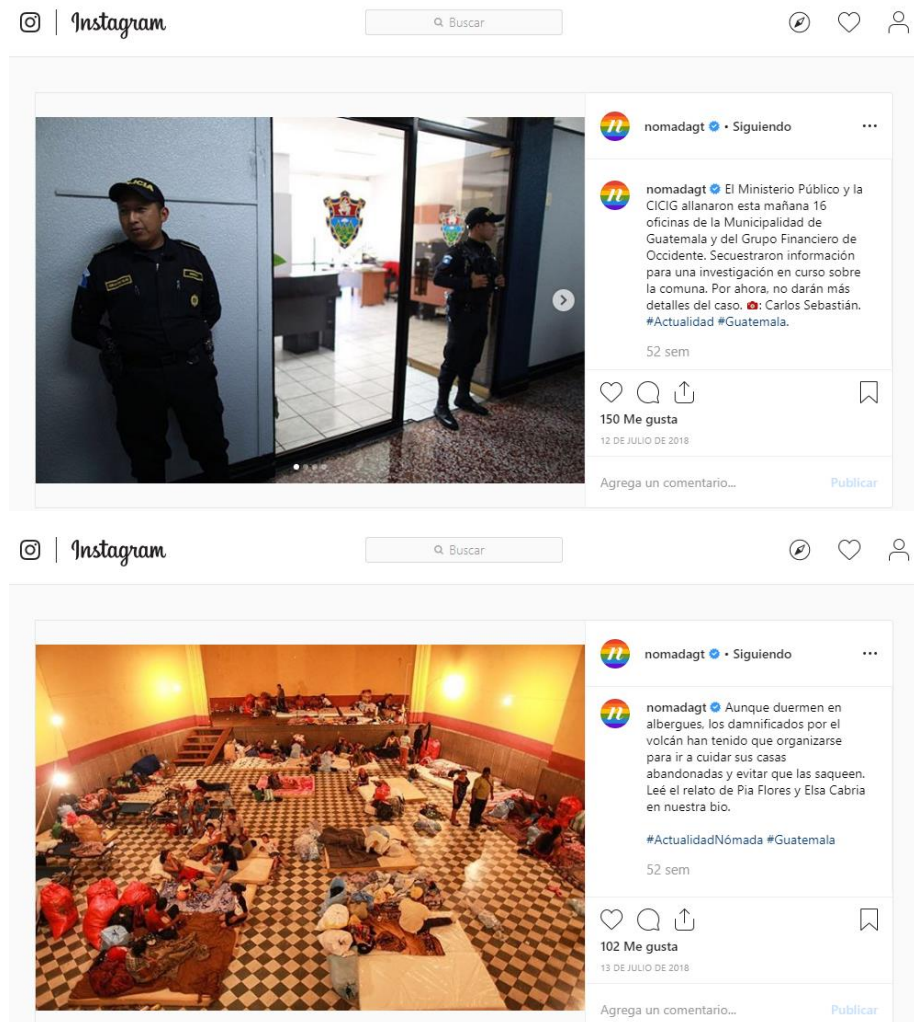 Instagram
Buscar
POLICIA
nomadagt • Siguiendo
nomadagt El Ministerio Público y la
CICIG allanaron esta mañana 16
oficinas de la Municipalidad de
Guatemala y del Grupo Financiero de
Occidente. Secuestraron información
para una investigación en curso sobre
la comuna. Por ahora, no darán más
detalles del caso. 📷: Carlos Sebastián.
#Actualidad #Guatemala.
52 sem
150 Me gusta
12 DE JULIO DE 2018
Agrega un comentario...
Publicar
Instagram
Buscar
nomadagt • Siguiendo
nomadagt Aunque duermen en
albergues, los damnificados por el
volcán han tenido que organizarse
para ir a cuidar sus casas
abandonadas y evitar que las saqueen.
Leé el relato de Pia Flores y Elsa Cabria
en nuestra bio.
#ActualidadNómada #Guatemala
52 sem
102 Me gusta
13 DE JULIO DE 2018
Agrega un comentario...
Publicar